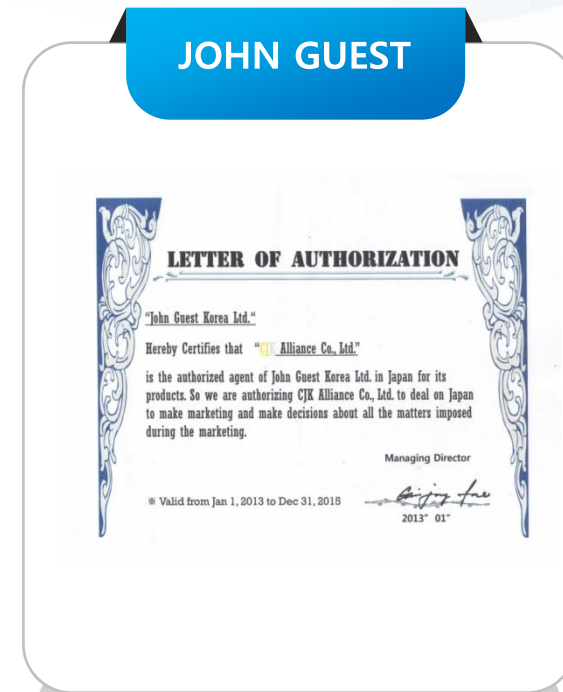 JOHN GUEST
LETTER OF AUTHORIZATION
"John Guest Korea Ltd."
Hereby Certifies that "CJK Alliance Co., Ltd."
is the authorized agent of John Guest Korea Ltd. in Japan for its
products. So we are authorizing CJK Alliance Co., Ltd. to deal on Japan
to make marketing and make decisions about all the matters imposed
during the marketing.
Managing Director
※ Valid from Jan 1, 2013 to Dec 31, 2015
2013" 01"